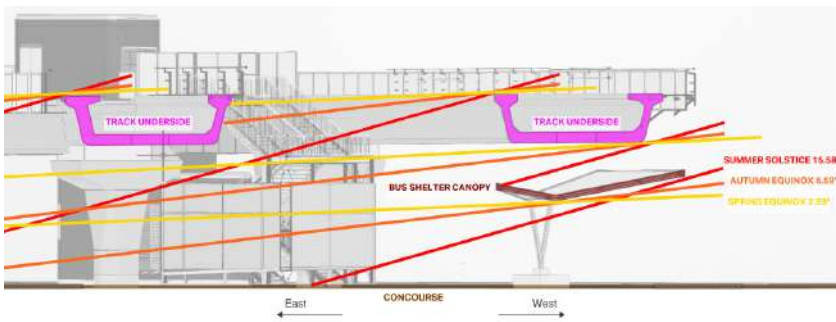 TRACK UNDERSIDE
TRACK UNDERSIDE
SUMMER SOLSTICE 15.58
BUS SHELTER CANOPY
AUTUMN EQUINOX 6.69°
SPRING EQUINOX 2.59°
CONCOURSE
East
West